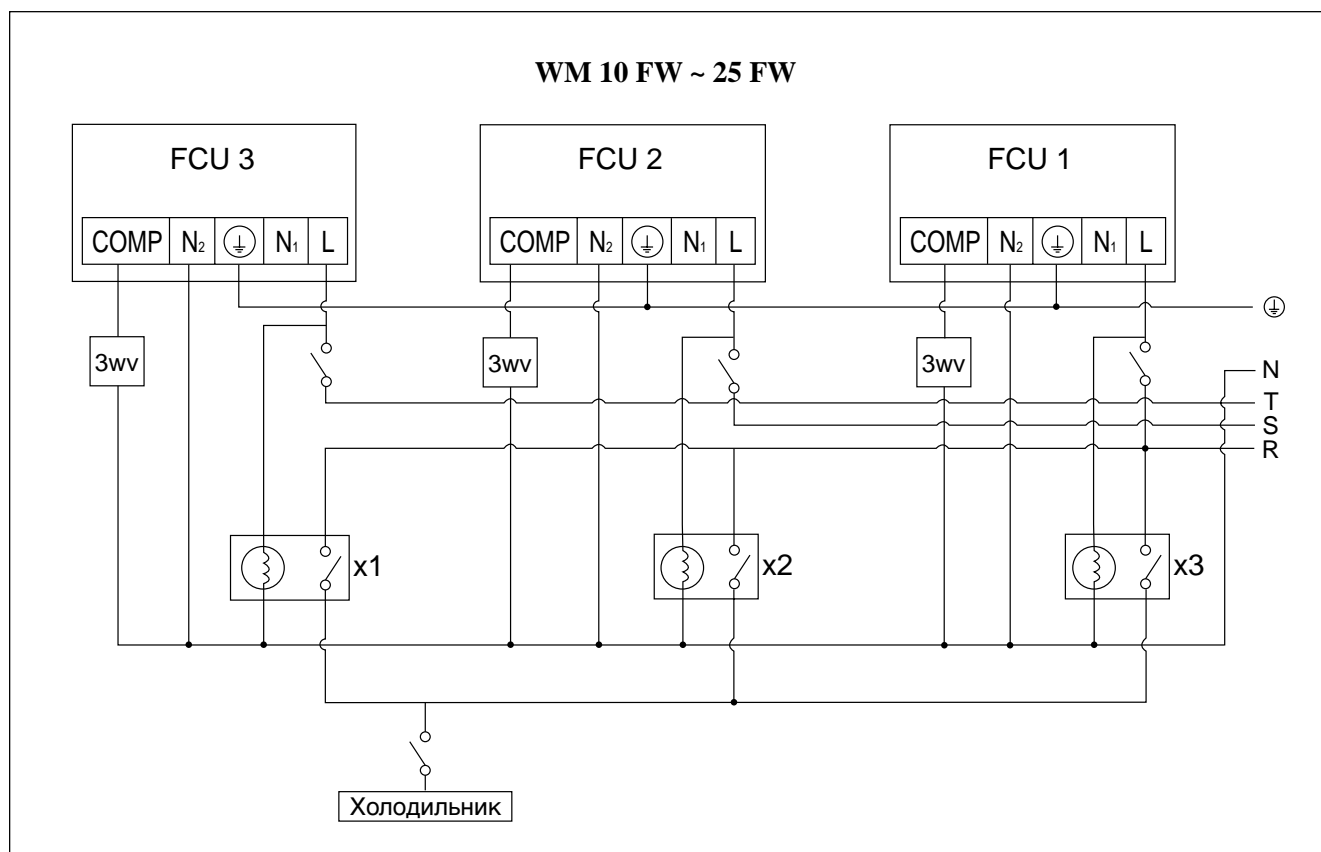 WM 10 FW ~ 25 FW
FCU 3 FCU 2 FCU 1
COMP N₂ N₁ L COMP N₂ N₁ L COMP N₂ N₁ L
3wv 3wv 3wv
N
T
S
R
x1 x2 x3
Холодильник